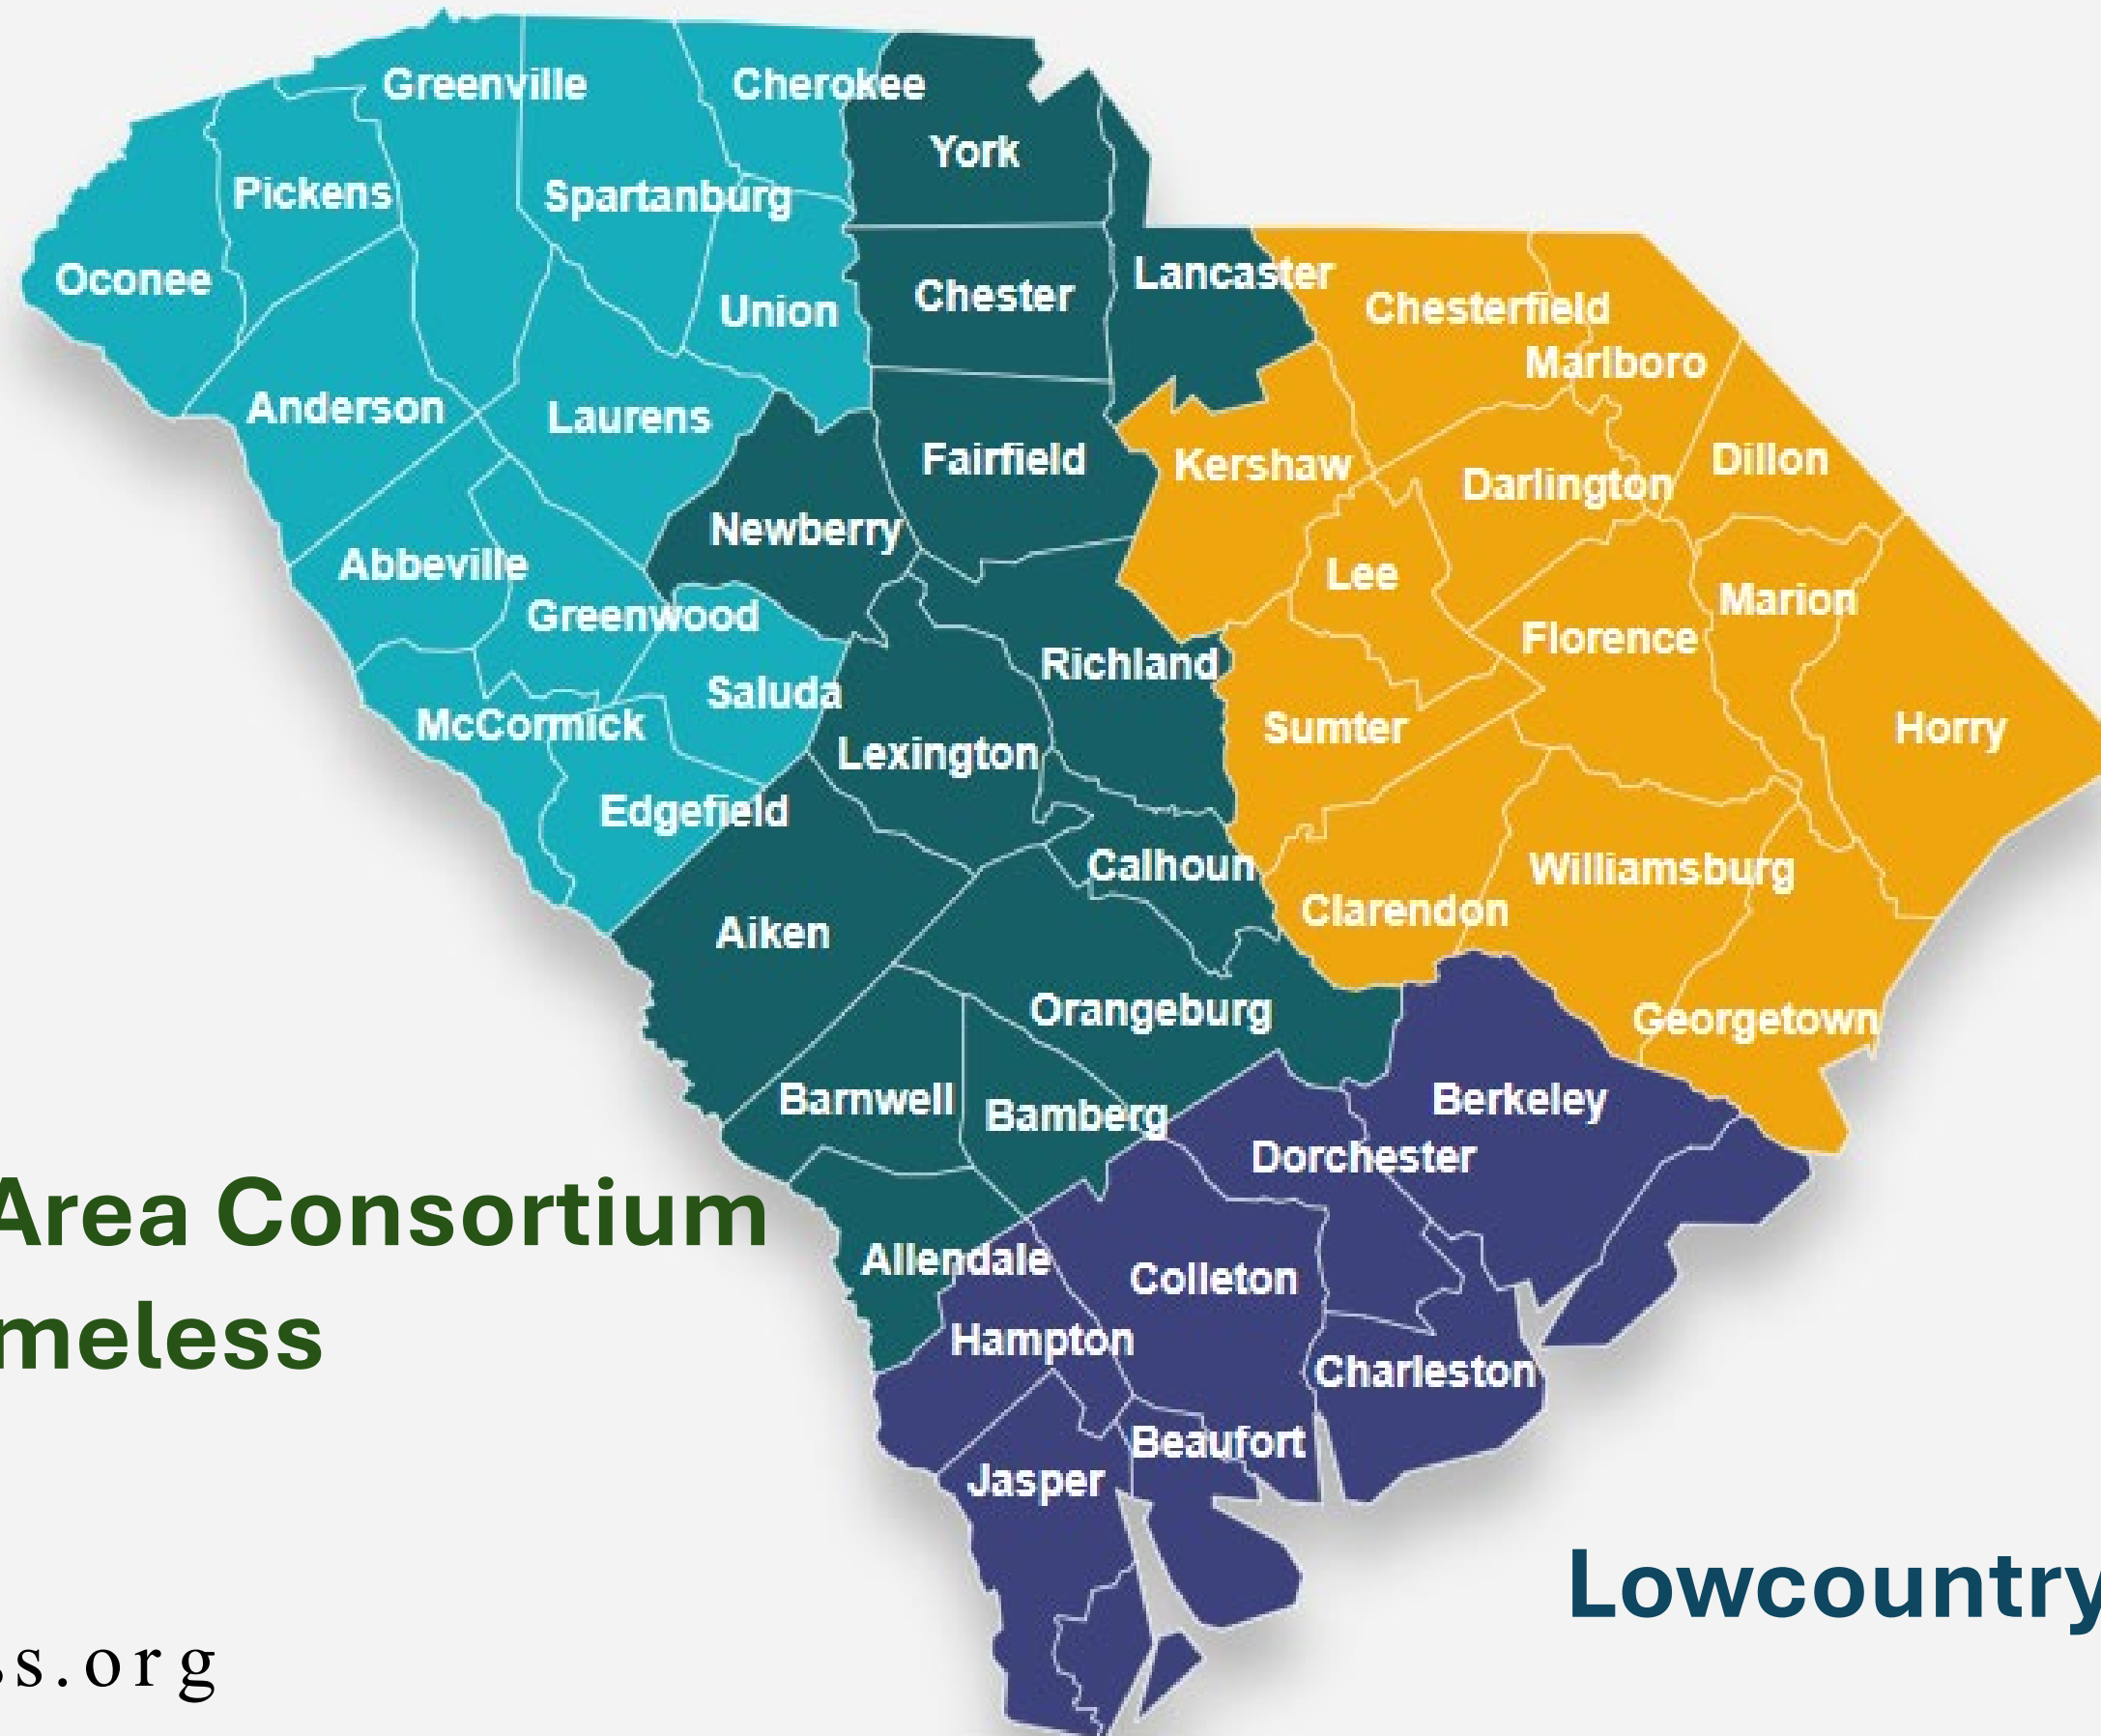 Greenville
Cherokee
York
Pickens
Spartanburg
Oconee
Lancaster
Chester
Union
Chesterfield
Marlboro
Anderson
Laurens
Fairfield
Kershaw
Dillon
Darlington
Newberry
Abbeville
Lee
Marion
Greenwood
Florence
Richland
Saluda
McCormick
Sumter
Horry
Lexington
Edgefield
Calhoun
Williamsburg
Clarendon
Aiken
Orangeburg
Georgetown
Barnwell
Berkeley
Bamberg
Dorchester
Area Consortium
Allendale
Colleton
meless
Hampton
Charleston
Beaufort
Jasper
Lowcountry
s.org